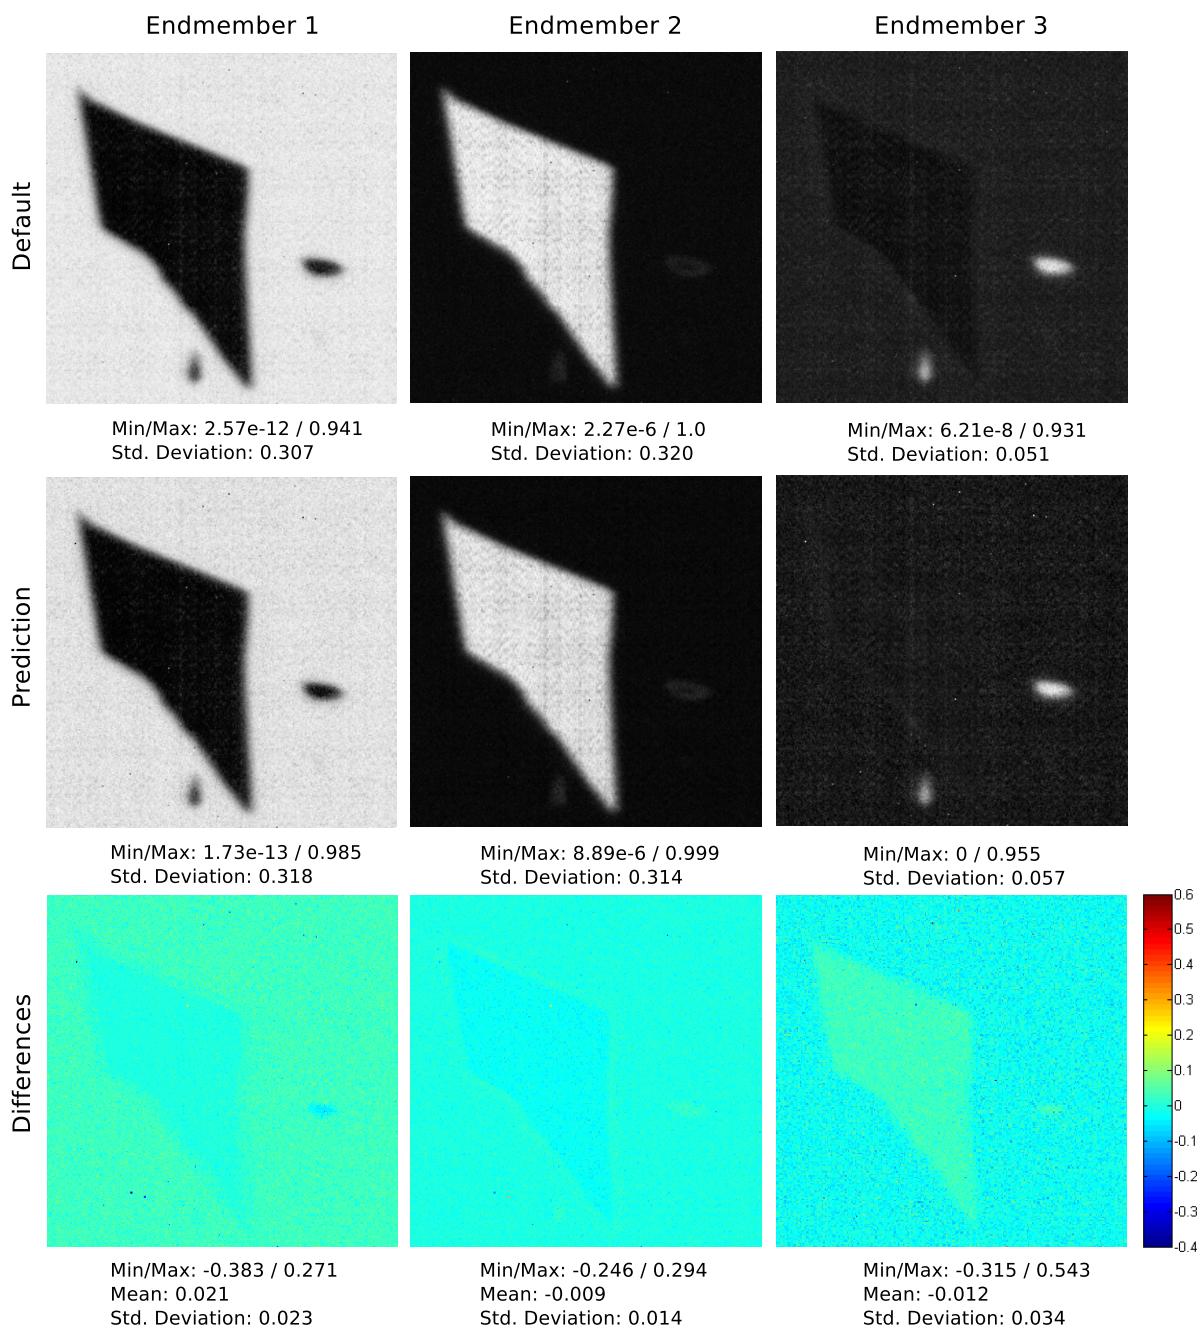 Endmember 1
Endmember 2
Endmember 3
Default
Min/Max: 2.57e-12 / 0.941
Std. Deviation: 0.307
Min/Max: 2.27e-6 / 1.0
Std. Deviation: 0.320
Min/Max: 6.21e-8 / 0.931
Std. Deviation: 0.051
Prediction
Min/Max: 1.73e-13 / 0.985
Std. Deviation: 0.318
Min/Max: 8.89e-6 / 0.999
Std. Deviation: 0.314
Min/Max: 0 / 0.955
Std. Deviation: 0.057
Differences
0.6
0.5
0.4
0.3
0.2
0.1
0
-0.1
-0.2
-0.3
-0.4
Min/Max: -0.383 / 0.271
Mean: 0.021
Std. Deviation: 0.023
Min/Max: -0.246 / 0.294
Mean: -0.009
Std. Deviation: 0.014
Min/Max: -0.315 / 0.543
Mean: -0.012
Std. Deviation: 0.034